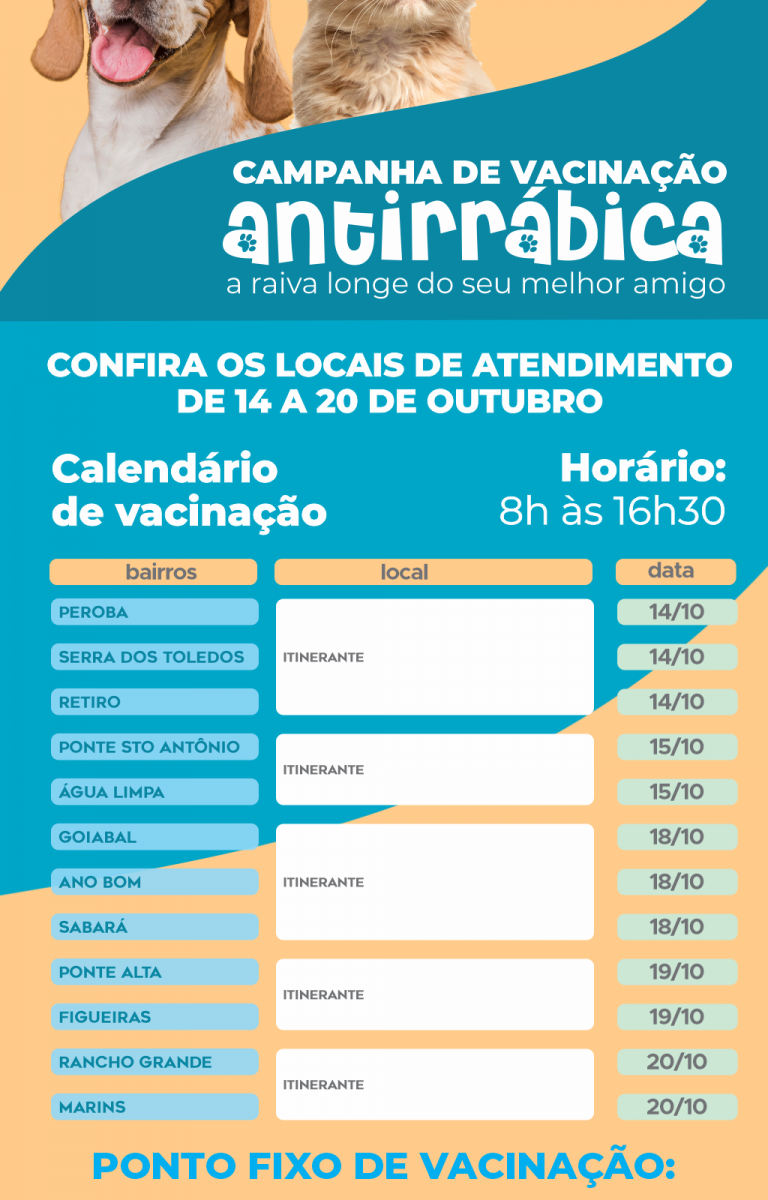 CAMPANHA DE VACINAÇÃO
antirrábica
a raiva longe do seu melhor amigo
CONFIRA OS LOCAIS DE ATENDIMENTO
DE 14 A 20 DE OUTUBRO
Calendário
de vacinação
Horário:
8h às 16h30
bairros local data
PEROBA 14/10
SERRA DOS TOLEDOS ITINERANTE 14/10
RETIRO 14/10
PONTE STO ANTÔNIO 15/10
ITINERANTE
ÁGUA LIMPA 15/10
GOIABAL 18/10
ANO BOM ITINERANTE 18/10
SABARÁ 18/10
PONTE ALTA 19/10
ITINERANTE
FIGUEIRAS 19/10
RANCHO GRANDE 20/10
ITINERANTE
MARINS 20/10
PONTO FIXO DE VACINAÇÃO: